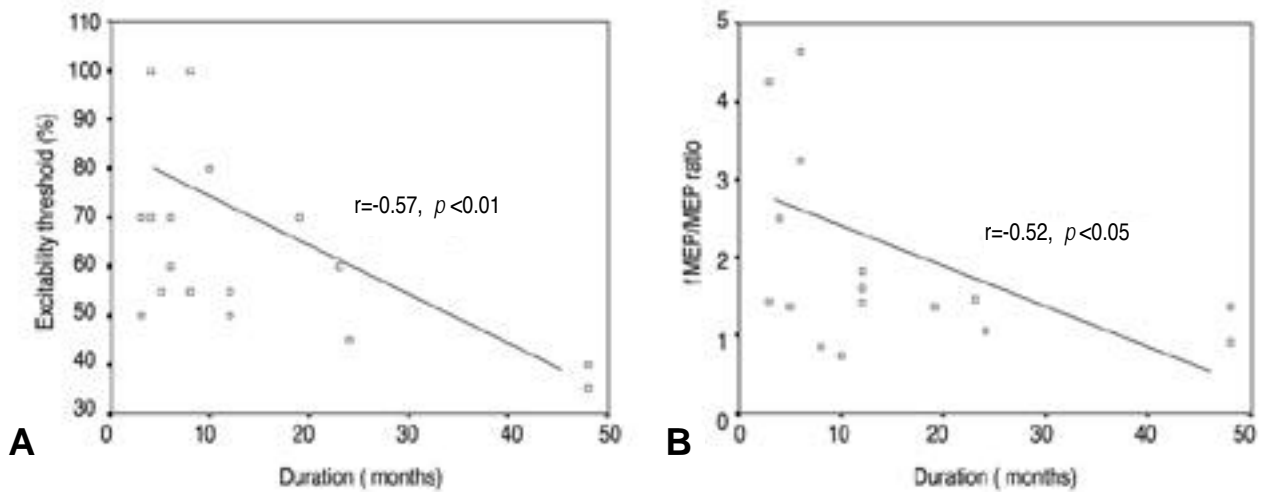 110
100
90
80
70
60
50
40
30
0 10 20 30 40 50
Excitability threshold (%)
r=-0.57, p<0.01
Duration ( months)
A
5
4
3
2
1
0
0 10 20 30 40 50
fMEP/MEP ratio
r=-0.52, p<0.05
Duration ( months)
B